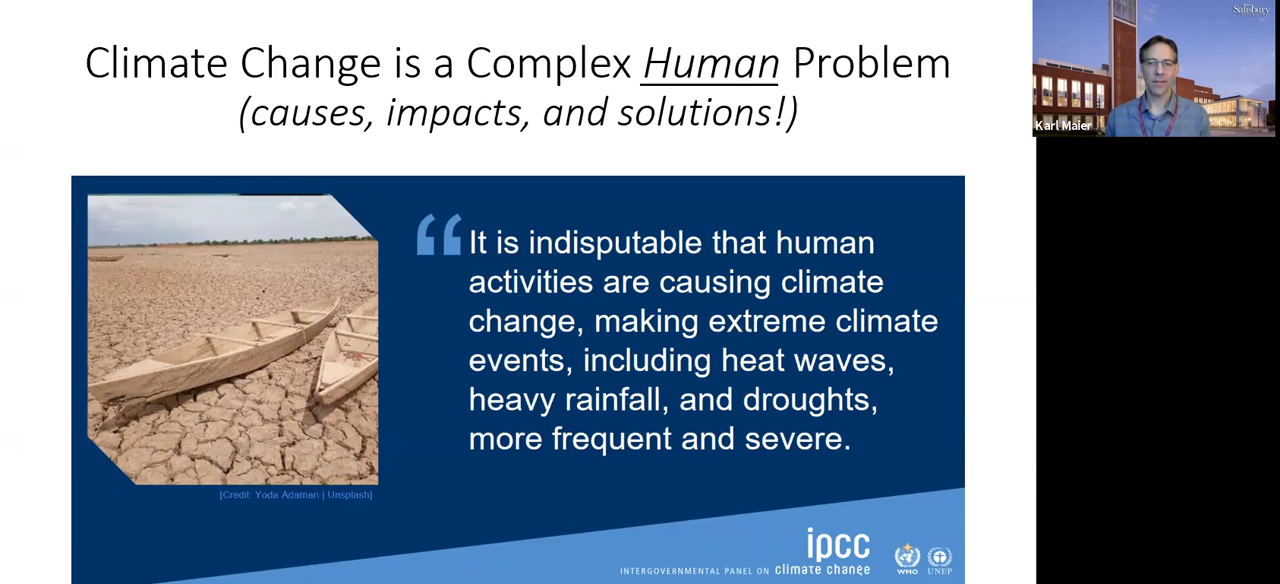 Climate Change is a Complex Human Problem
(causes, impacts, and solutions!)
Salisbury
Karl Maier
“It is indisputable that human
activities are causing climate
change, making extreme climate
events, including heat waves,
heavy rainfall, and droughts,
more frequent and severe.
[Credit: Yoda Adaman | Unsplash]
ipcc
INTERGOVERNMENTAL PANEL ON climate change
WMO
UNEP